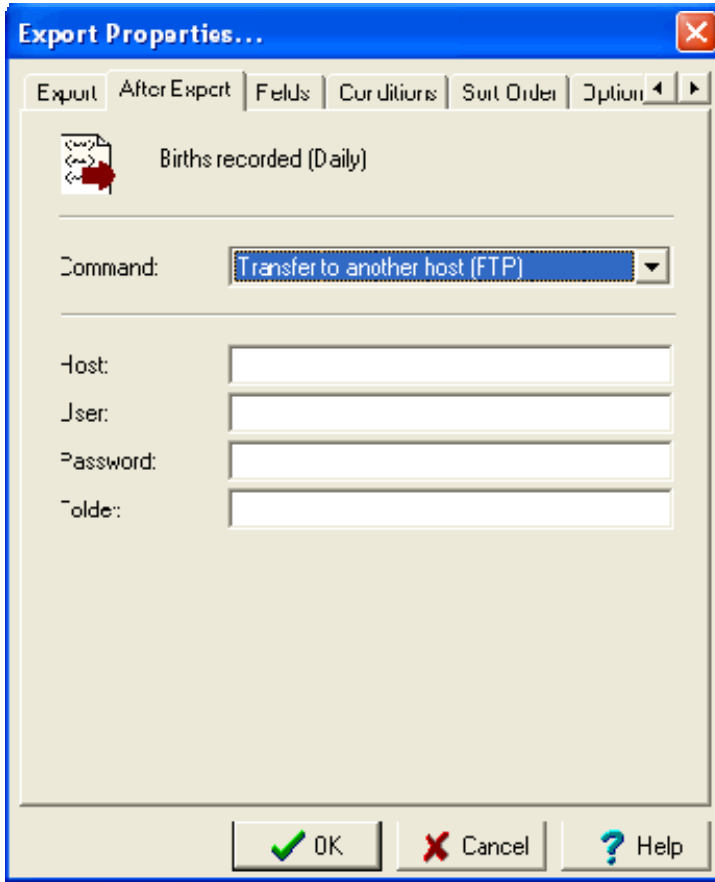 Export Properties...
Export After Export Fields Conditions Sort Order Option
Births recorded (Daily)
Command: Transfer to another host (FTP)
Host:
User:
Password:
Folder:
OK Cancel ? Help